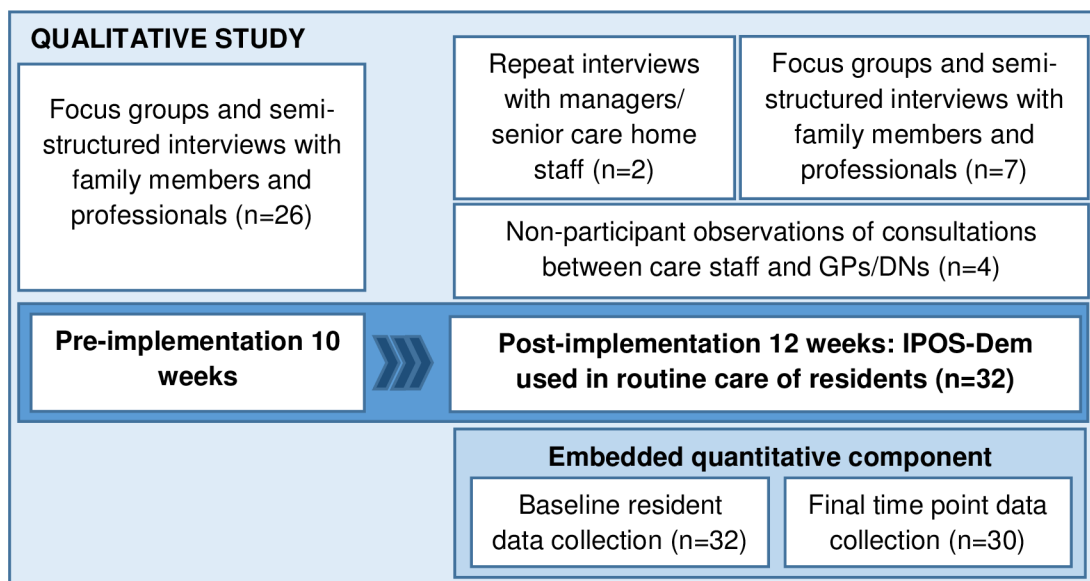 QUALITATIVE STUDY
Focus groups and semi-
structured interviews with
family members and
professionals (n=26)
Repeat interviews
with managers/
senior care home
staff (n=2)
Focus groups and semi-
structured interviews with
family members and
professionals (n=7)
Non-participant observations of consultations
between care staff and GPs/DNs (n=4)
Pre-implementation 10
weeks
Post-implementation 12 weeks: IPOS-Dem
used in routine care of residents (n=32)
Embedded quantitative component
Baseline resident
data collection (n=32)
Final time point data
collection (n=30)